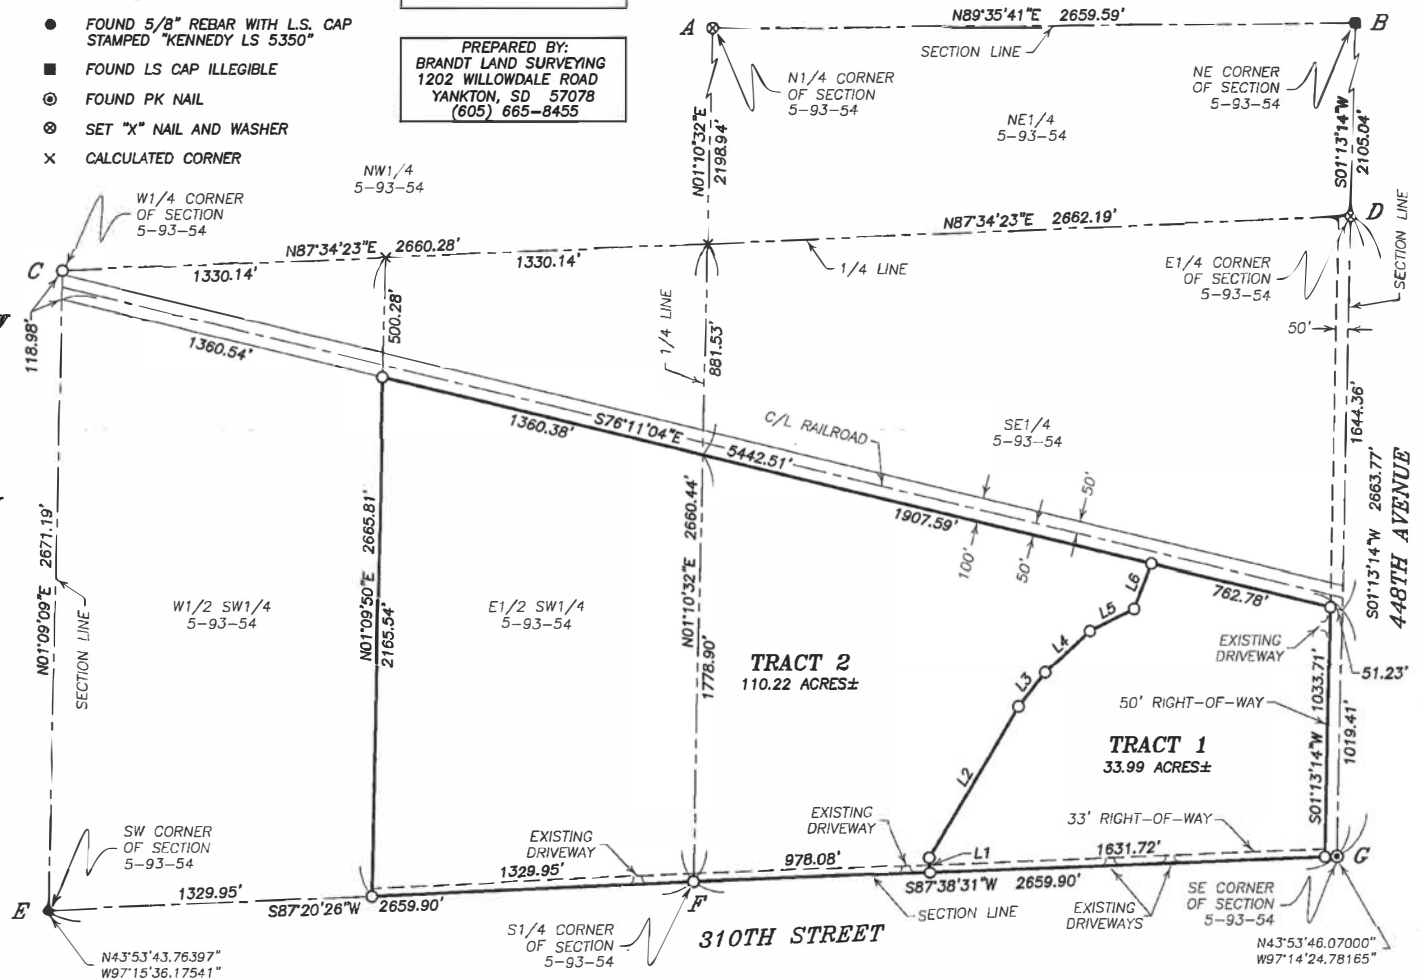 FOUND 5/8" REBAR WITH L.S. CAP
STAMPED "KENNEDY LS 5350"
FOUND LS CAP ILLEGIBLE
FOUND PK NAIL
SET "X" NAIL AND WASHER
CALCULATED CORNER
PREPARED BY:
BRANDT LAND SURVEYING
1202 WILLOWDALE ROAD
YANKTON, SD 57078
(605) 665-8455
A
N89°35'41"E 2659.59'
B
SECTION LINE
N1/4 CORNER
OF SECTION
5-93-54
NE CORNER
OF SECTION
5-93-54
NE1/4
5-93-54
N01°10'32"E
2198.94'
S01°13'14"W
2105.04'
NW1/4
5-93-54
W1/4 CORNER
OF SECTION
5-93-54
C
N87°34'23"E 2660.28'
1330.14'
1330.14'
N87°34'23"E 2662.19'
D
1/4 LINE
E1/4 CORNER
OF SECTION
5-93-54
SECTION LINE
50'
118.98'
1360.54'
500.28'
1/4 LINE
881.53'
1360.38'
S76°11'04"E
5442.51'
C/L RAILROAD
SE1/4
5-93-54
1644.36'
S01°13'14"W 2663.77'
448TH AVENUE
1907.59'
100'
50'
50'
762.78'
N01°09'09"E 2671.19'
SECTION LINE
W1/2 SW1/4
5-93-54
N01°09'50"E 2665.81'
2165.54'
E1/2 SW1/4
5-93-54
N01°10'32"E 2660.44'
1778.90'
TRACT 2
110.22 ACRES±
L6
L5
L4
L3
L2
L1
EXISTING
DRIVEWAY
51.23'
50' RIGHT-OF-WAY
TRACT 1
33.99 ACRES±
S01°13'14"W 1033.71'
1019.41'
SW CORNER
OF SECTION
5-93-54
EXISTING
DRIVEWAY
EXISTING
DRIVEWAY
33' RIGHT-OF-WAY
E
1329.95'
1329.95'
978.08'
1631.72'
G
S87°20'26"W 2659.90'
F
S87°38'31"W 2659.90'
SECTION LINE
EXISTING
DRIVEWAYS
SE CORNER
OF SECTION
5-93-54
S1/4 CORNER
OF SECTION
5-93-54
310TH STREET
N43°53'43.76397"
W97°15'36.17541"
N43°53'46.07000"
W97°14'24.78165"